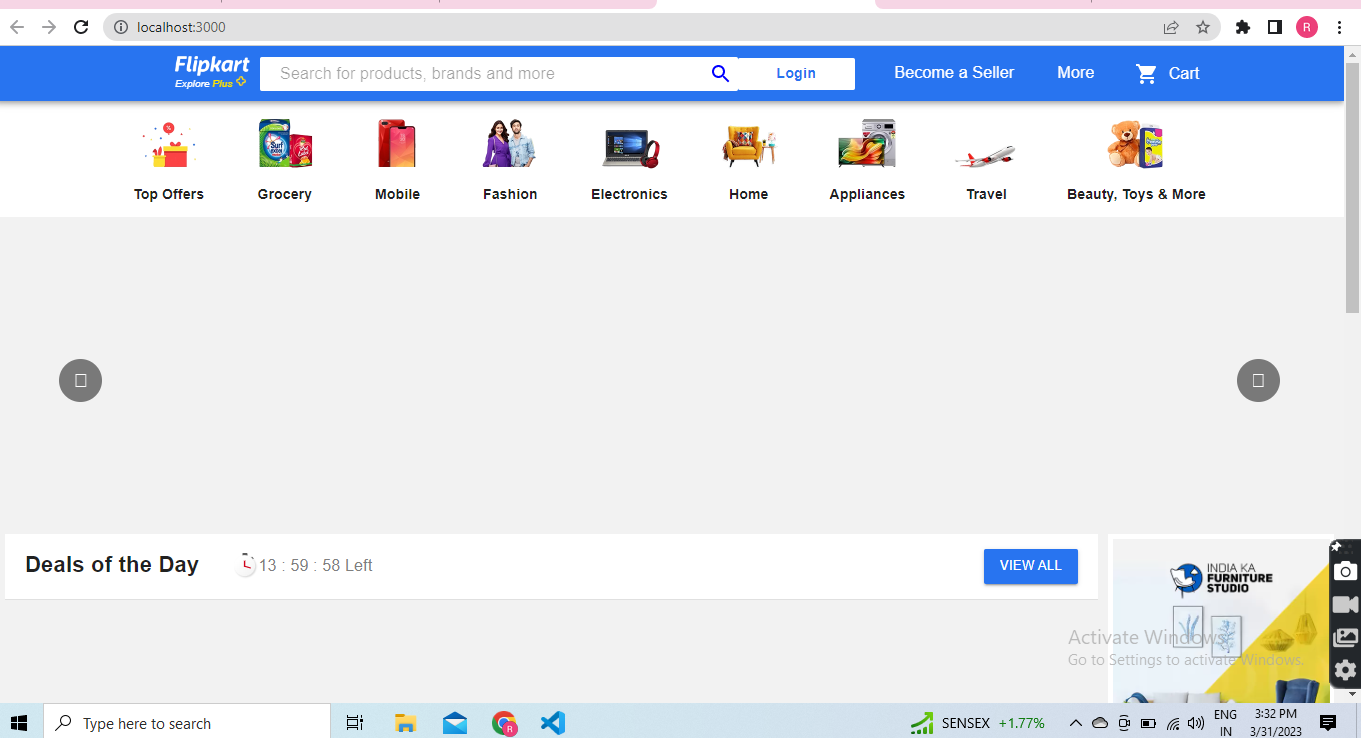 localhost:3000
R
Flipkart
Explore Plus
Search for products, brands and more
Login
Become a Seller
More
Cart
%
Surf
excel
Top Offers
Grocery
Mobile
Fashion
Electronics
Home
Appliances
Travel
Beauty, Toys & More
Deals of the Day
13 : 59 : 58 Left
VIEW ALL
INDIA KA
FURNITURE
STUDIO
Activate Windows
Go to Settings to activate Windows.
Type here to search
R
SENSEX +1.77%
ENG
IN
3:32 PM
3/31/2023